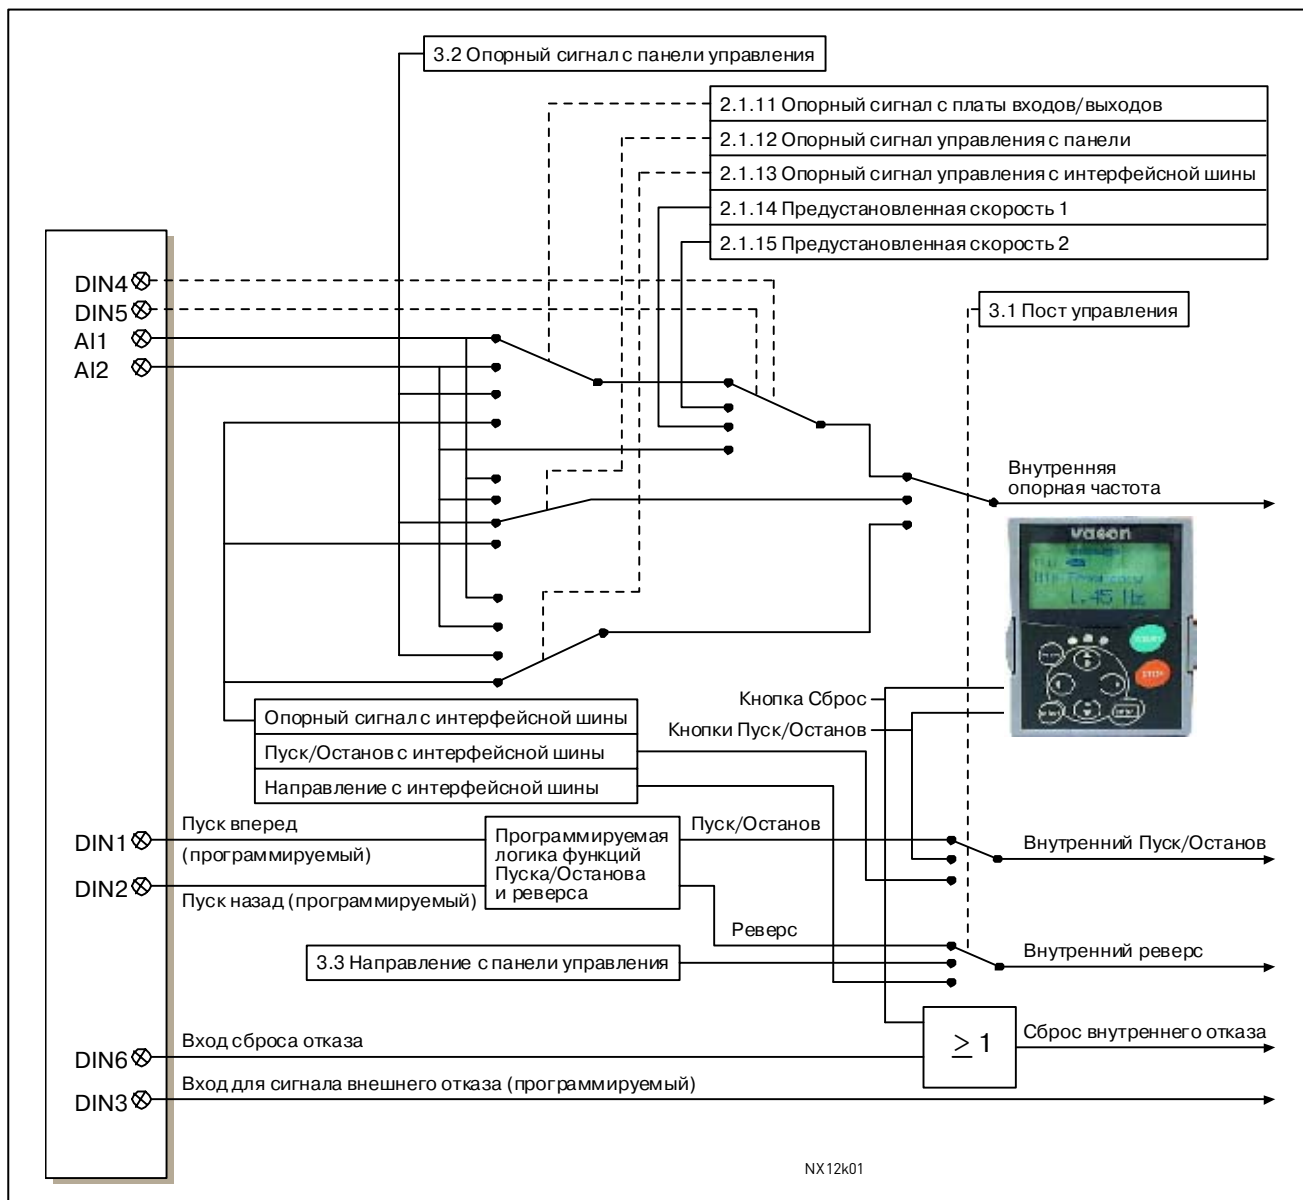 3.2 Опорный сигнал с панели управления
2.1.11 Опорный сигнал с платы входов/выходов
2.1.12 Опорный сигнал управления с панели
2.1.13 Опорный сигнал управления с интерфейсной шины
2.1.14 Предустановленная скорость 1
2.1.15 Предустановленная скорость 2
DIN4
DIN5
AI1
AI2
3.1 Пост управления
Внутренняя
опорная частота
vacon
1.45 Hz
STOP
Кнопка Сброс
Кнопки Пуск/Останов
Опорный сигнал с интерфейсной шины
Пуск/Останов с интерфейсной шины
Направление с интерфейсной шины
DIN1
Пуск вперед
(программируемый)
DIN2
Пуск назад (программируемый)
Программируемая
логика функций
Пуска/Останова
и реверса
Пуск/Останов
Внутренний Пуск/Останов
Реверс
Внутренний реверс
3.3 Направление с панели управления
DIN6
Вход сброса отказа
≥ 1
Сброс внутреннего отказа
DIN3
Вход для сигнала внешнего отказа (программируемый)
NX12k01